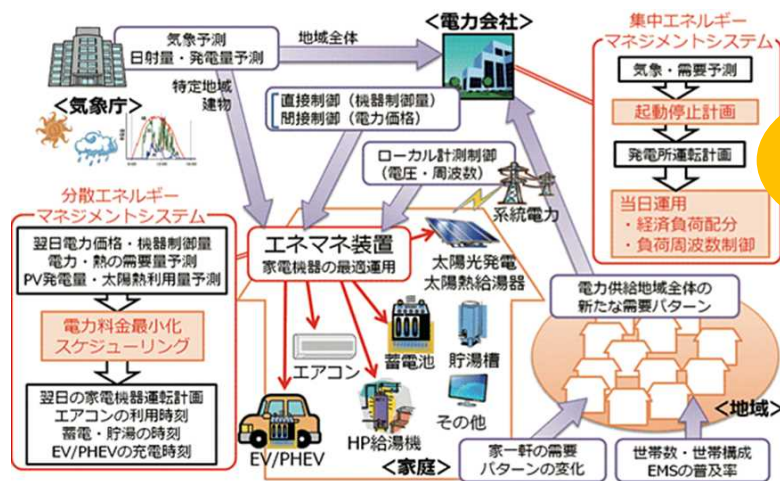 <電力会社>
気象予測
日射量・発電量予測
地域全体
特定地域
建物
<気象庁>
直接制御（機器制御量）
間接制御（電力価格）
ローカル計測制御
（電圧・周波数）
系統電力
集中エネルギー
マネジメントシステム
気象・需要予測
起動停止計画
発電所運転計画
当日運用
・経済負荷配分
・負荷周波数制御
分散エネルギー
マネジメントシステム
翌日電力価格・機器制御量
電力・熱の需要量予測
PV発電量・太陽熱利用量予測
電力料金最小化
スケジューリング
翌日の家電機器運転計画
エアコンの利用時刻
蓄電・貯湯の時刻
EV/PHEVの充電時刻
エネマネ装置
家電機器の最適運用
太陽光発電
太陽熱給湯器
エアコン
蓄電池
貯湯槽
その他
HP給湯機
EV/PHEV
<家庭>
電力供給地域全体の
新たな需要パターン
<地域>
家一軒の需要
パターンの変化
世帯数・世帯構成
EMSの普及率